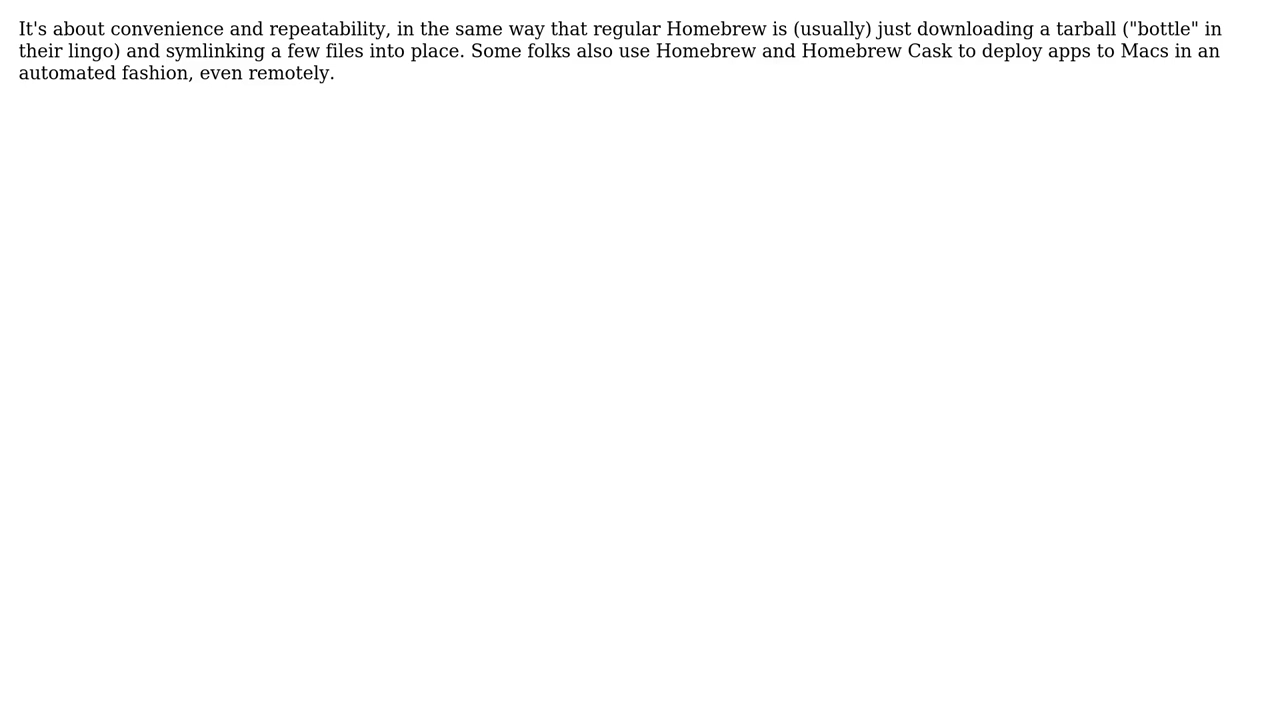 It's about convenience and repeatability, in the same way that regular Homebrew is (usually) just downloading a tarball ("bottle" in
their lingo) and symlinking a few files into place. Some folks also use Homebrew and Homebrew Cask to deploy apps to Macs in an
automated fashion, even remotely.